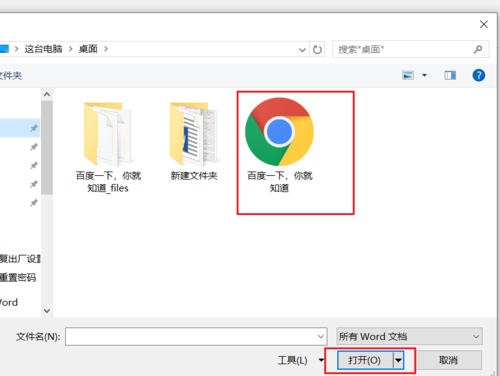 这台电脑 > 桌面 >
搜索"桌面"
文件夹
百度一下，你就
知道_files
新建文件夹
百度一下，你就
知道
复出厂设置
重置密码
Word
文件名(N):
所有 Word 文档
工具(L)
打开(O)
取消